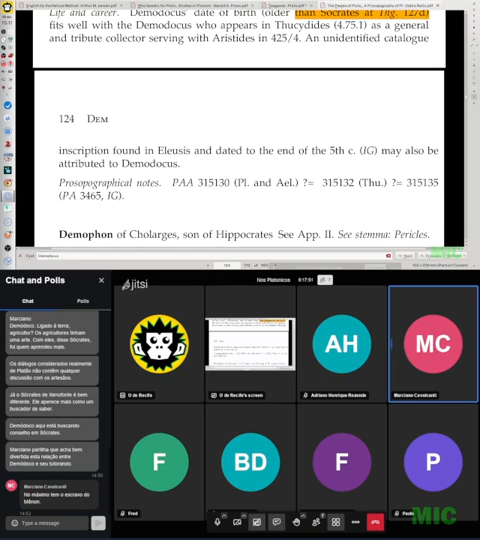 Life and career. Demodocus' date of birth (older than Socrates at Thg. 127d)
fits well with the Demodocus who appears in Thucydides (4.75.1) as a general
and tribute collector serving with Aristides in 425/4. An unidentified catalogue
124 DEM
inscription found in Eleusis and dated to the end of the 5th c. (IG) may also be
attributed to Demodocus.
Prosopographical notes. PAA 315130 (Pl. and Ael.) ?= 315132 (Thu.) ?= 315135
(PA 3465, IG).
Demophon of Cholarges, son of Hippocrates See App. II. See stemma: Pericles.
Chat and Polls
Chat
Polls
Marciano:
Demódoco. Ligado à terra,
agricultor? Os agricultores tinham
uma arte. Com eles, disse Sócrates,
foi quem aprendeu mais.
Os diálogos considerados realmente
de Platão não contêm qualquer
discussão com os artesãos.
Já o Sócrates de Xenofonte é bem
diferente. Ele aparece mais como um
buscador de saber.
Demódoco aqui está buscando
conselho em Sócrates.
Marciano partilha que acha bem
divertida esta relação entre
Demódoco e seu tutorando.
Marciano Cavalcanti
No máximo tem o escravo do
Mênon.
14:53
Type a message
jitsi
Nós Platonicos
U de Recife
U de Recife's screen
AH
Adriano Henrique Rezende
MC
Marciano Cavalcanti
F
Fred
BD
F
P
Paulo
MIC